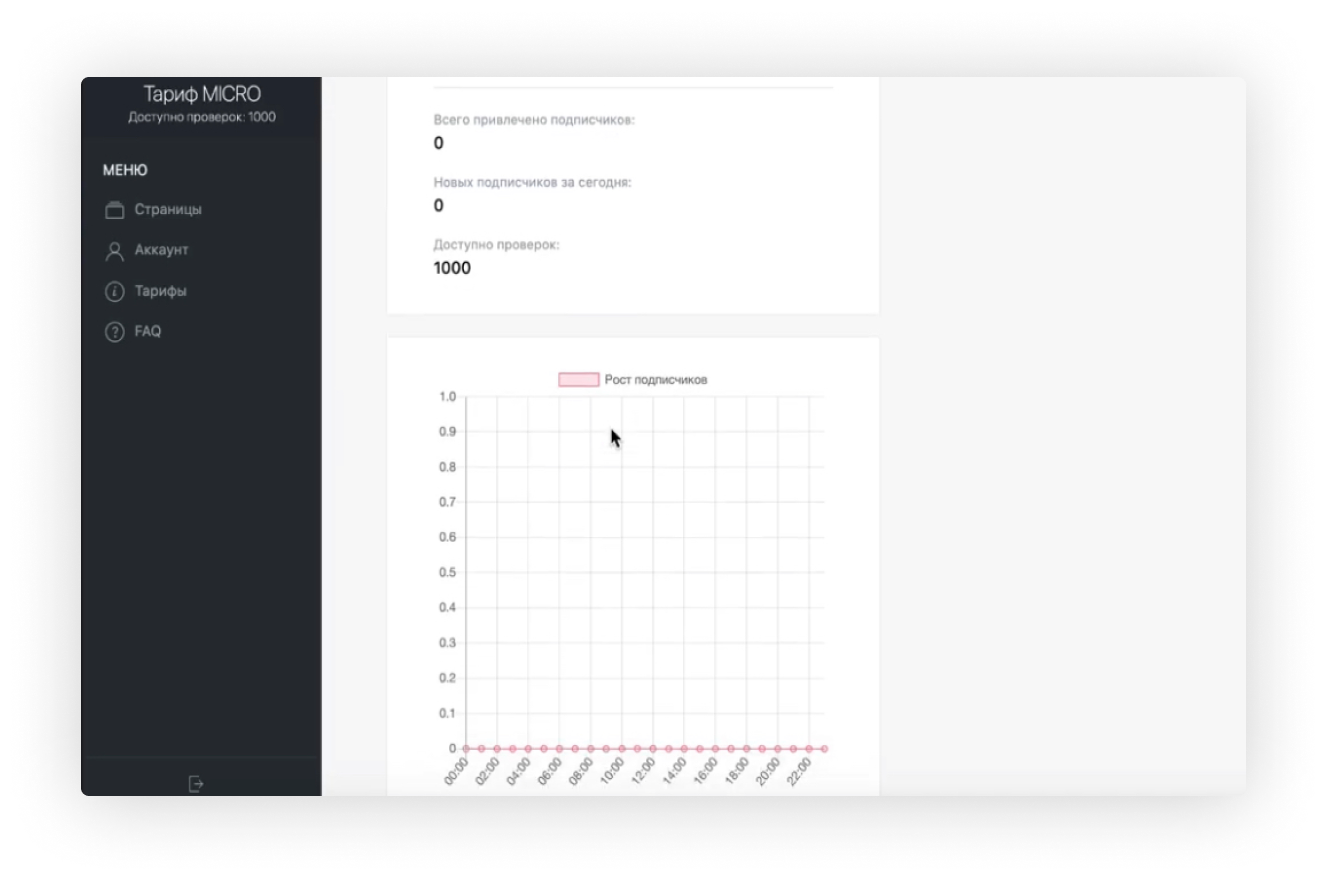 Тариф MICRO
Доступно проверок: 1000
МЕНЮ
Страницы
Аккаунт
Тарифы
FAQ
Всего привлечено подписчиков:
0
Новых подписчиков за сегодня:
0
Доступно проверок:
1000
Рост подписчиков
1.0
0.9
0.8
0.7
0.6
0.5
0.4
0.3
0.2
0.1
0
00:00 02:00 04:00 06:00 08:00 10:00 12:00 14:00 16:00 18:00 20:00 22:00